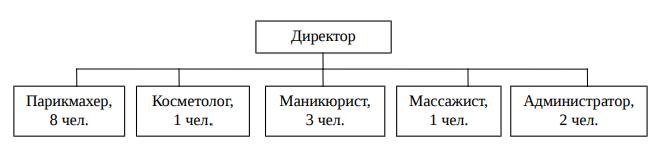 Директор
Парикмахер,
8 чел.
Косметолог,
1 чел.
Маникюрист,
3 чел.
Массажист,
1 чел.
Администратор,
2 чел.